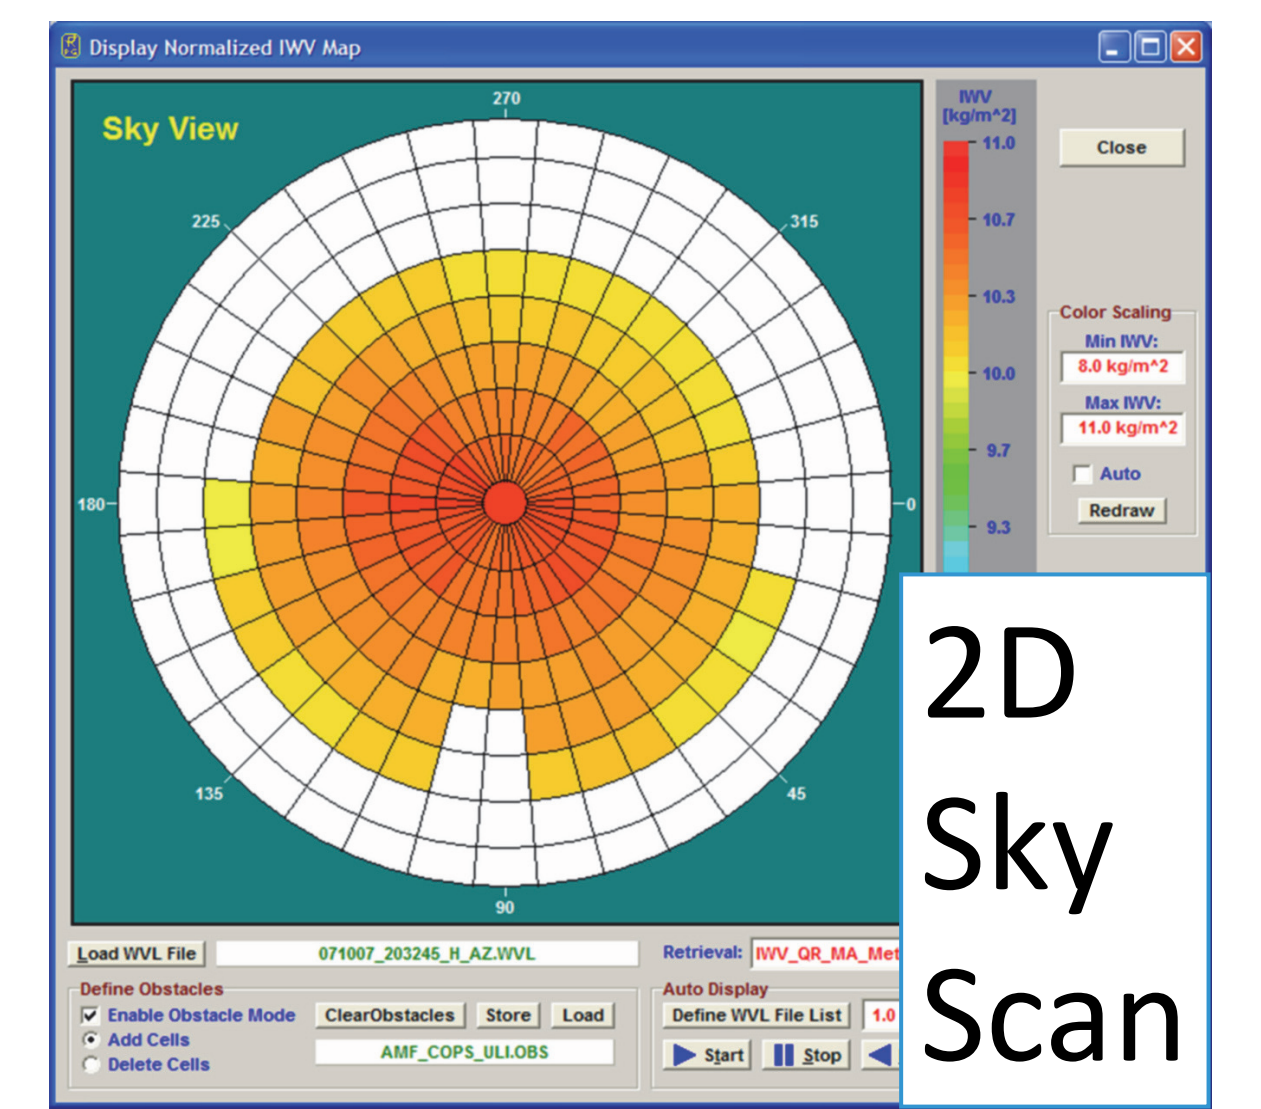 Display Normalized IWV Map
Sky View
270
225
315
180
0
135
45
90
IWV
[kg/m^2]
11.0
10.7
10.3
10.0
9.7
9.3
Close
Color Scaling
Min IWV:
8.0 kg/m^2
Max IWV:
11.0 kg/m^2
Auto
Redraw
2D
Sky
Scan
Load WVL File
071007_203245_H_AZ.WVL
Retrieval:
IWV_QR_MA_Met
Define Obstacles
Enable Obstacle Mode
Add Cells
Delete Cells
ClearObstacles
Store
Load
AMF_COPS_ULI.OBS
Auto Display
Define WVL File List
1.0
Start
Stop